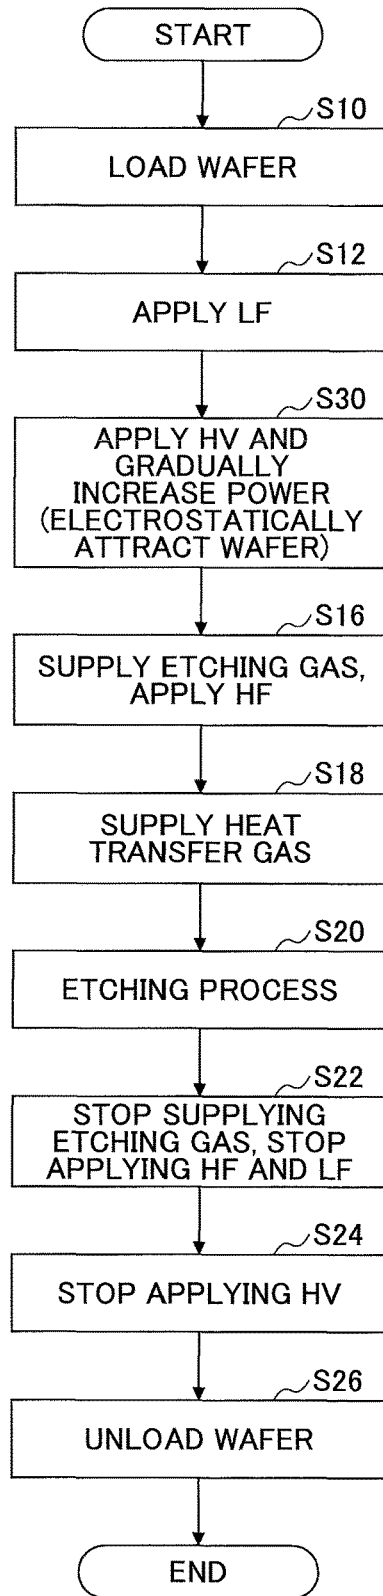 START
S10
LOAD WAFER
S12
APPLY LF
S30
APPLY HV AND
GRADUALLY
INCREASE POWER
(ELECTROSTATICALLY
ATTRACT WAFER)
S16
SUPPLY ETCHING GAS,
APPLY HF
S18
SUPPLY HEAT
TRANSFER GAS
S20
ETCHING PROCESS
S22
STOP SUPPLYING
ETCHING GAS, STOP
APPLYING HF AND LF
S24
STOP APPLYING HV
S26
UNLOAD WAFER
END